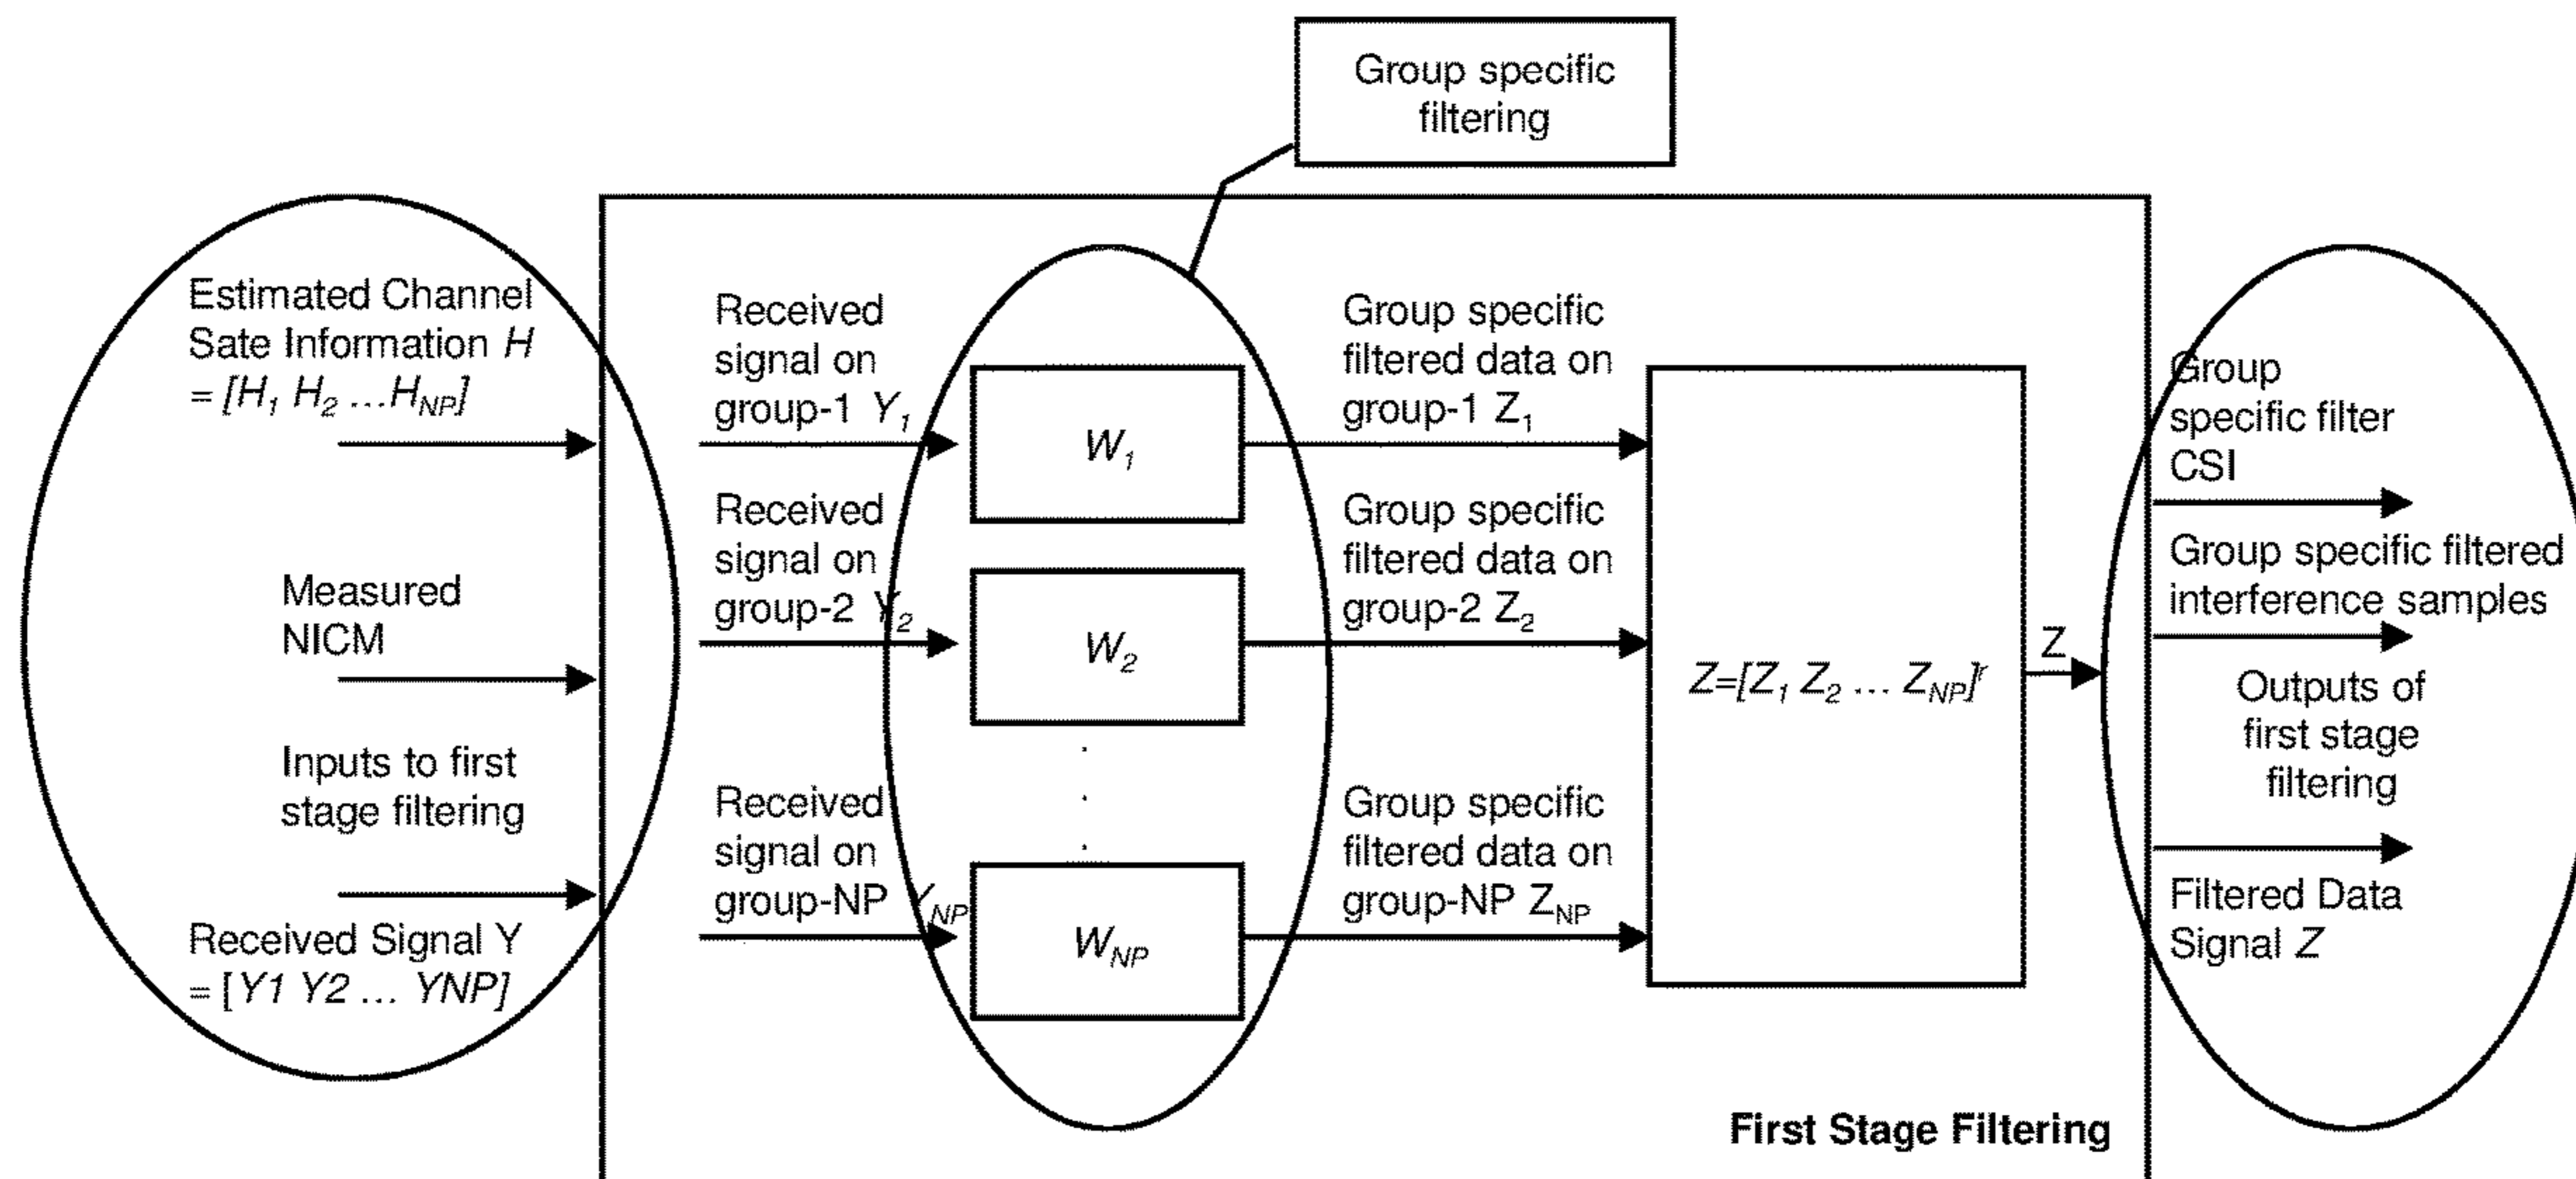 Group specific
filtering
Estimated Channel
Sate Information H
= [H1 H2 ...HNP]
Measured
NICM
Inputs to first
stage filtering
Received Signal Y
= [Y1 Y2 ... YNP]
Received
signal on
group-1 Y1
Received
signal on
group-2 Y2
Received
signal on
group-NP YNP
W1
W2
.
.
.
WNP
Group specific
filtered data on
group-1 Z1
Group specific
filtered data on
group-2 Z2
Group specific
filtered data on
group-NP ZNP
Z=[Z1 Z2 ... ZNP]r
Z
Group
specific filter
CSI
Group specific filtered
interference samples
Outputs of
first stage
filtering
Filtered Data
Signal Z
First Stage Filtering